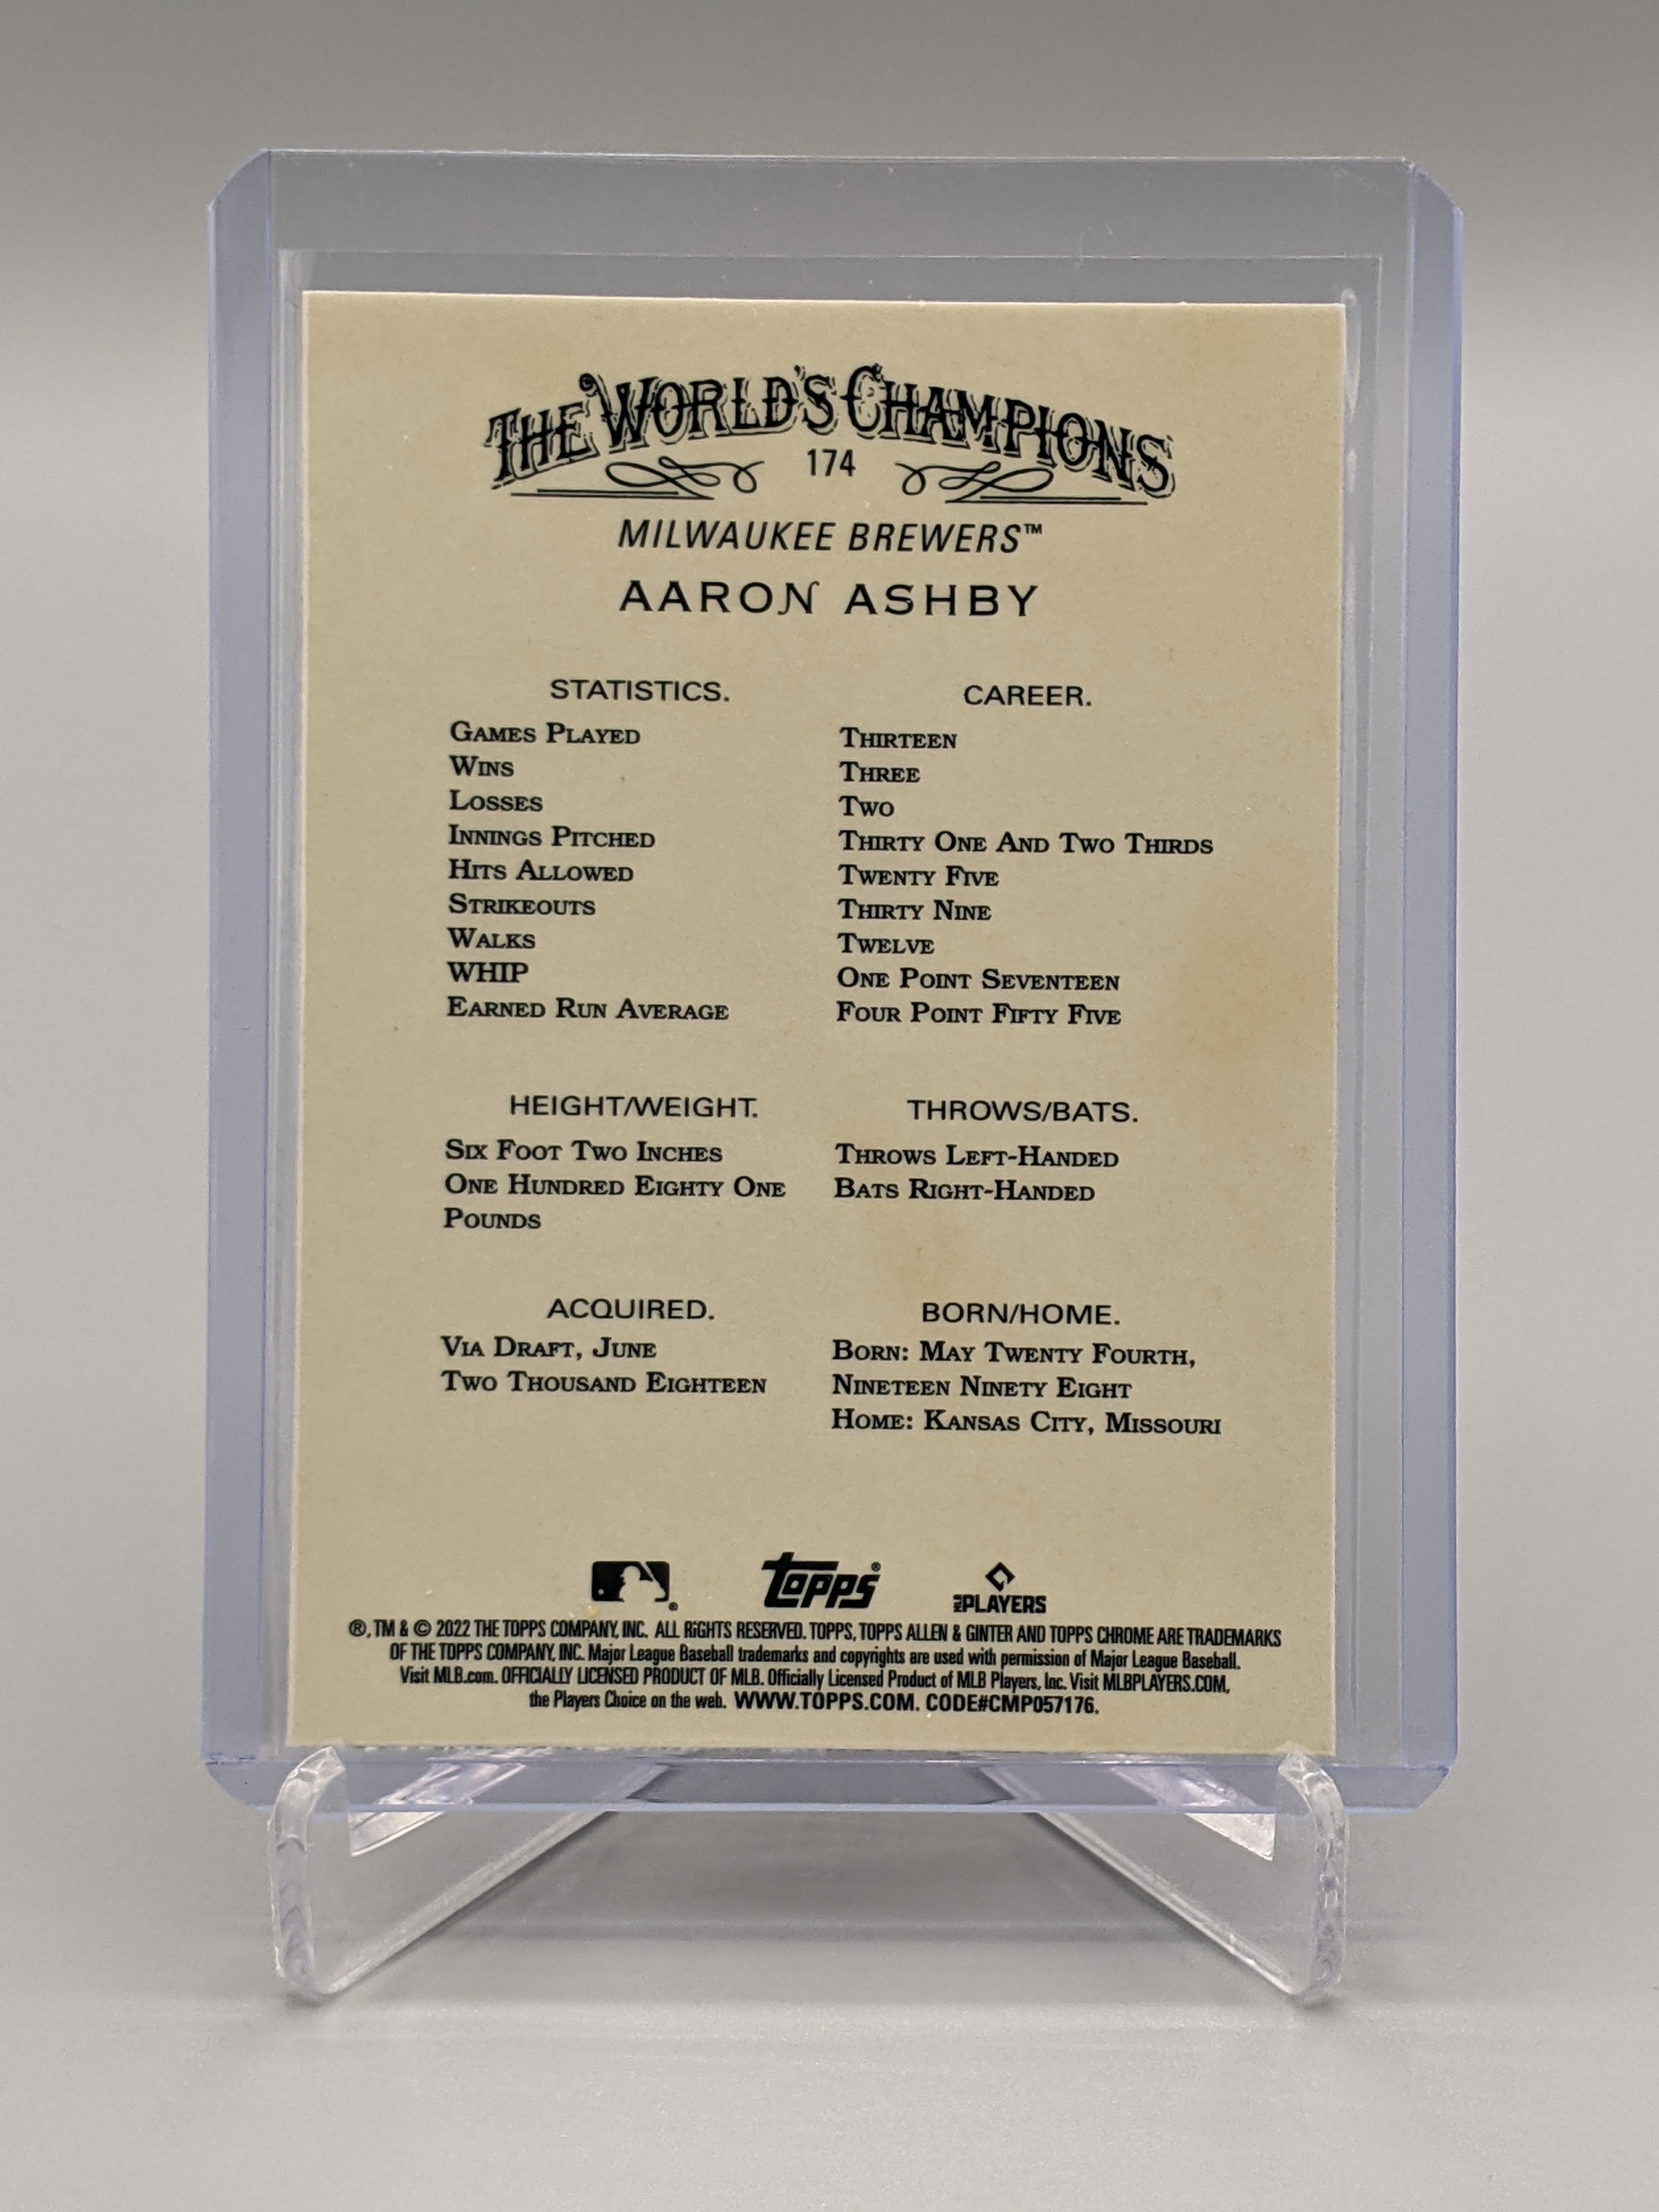 THE WORLD'S CHAMPIONS
174
MILWAUKEE BREWERS™
AARON ASHBY
STATISTICS. CAREER.
GAMES PLAYED THIRTEEN
WINS THREE
LOSSES TWO
INNINGS PITCHED THIRTY ONE AND TWO THIRDS
HITS ALLOWED TWENTY FIVE
STRIKEOUTS THIRTY NINE
WALKS TWELVE
WHIP ONE POINT SEVENTEEN
EARNED RUN AVERAGE FOUR POINT FIFTY FIVE
HEIGHT/WEIGHT.
SIX FOOT TWO INCHES
ONE HUNDRED EIGHTY ONE
POUNDS
THROWS/BATS.
THROWS LEFT-HANDED
BATS RIGHT-HANDED
ACQUIRED.
VIA DRAFT, JUNE
TWO THOUSAND EIGHTEEN
BORN/HOME.
BORN: MAY TWENTY FOURTH,
NINETEEN NINETY EIGHT
HOME: KANSAS CITY, MISSOURI
® topps® MLB PLAYERS
®, TM & © 2022 THE TOPPS COMPANY, INC. ALL RiGHTS RESERVED. TOPPS, TOPPS ALLEN & GINTER AND TOPPS CHROME ARE TRADEMARKS
OF THE TOPPS COMPANY, INC. Major League Baseball trademarks and copyrights are used with permission of Major League Baseball.
Visit MLB.com. OFFICIALLY LICENSED PRODUCT OF MLB. Officially Licensed Product of MLB Players, Inc. Visit MLBPLAYERS.COM,
the Players Choice on the web. WWW.TOPPS.COM. CODE#CMP057176.